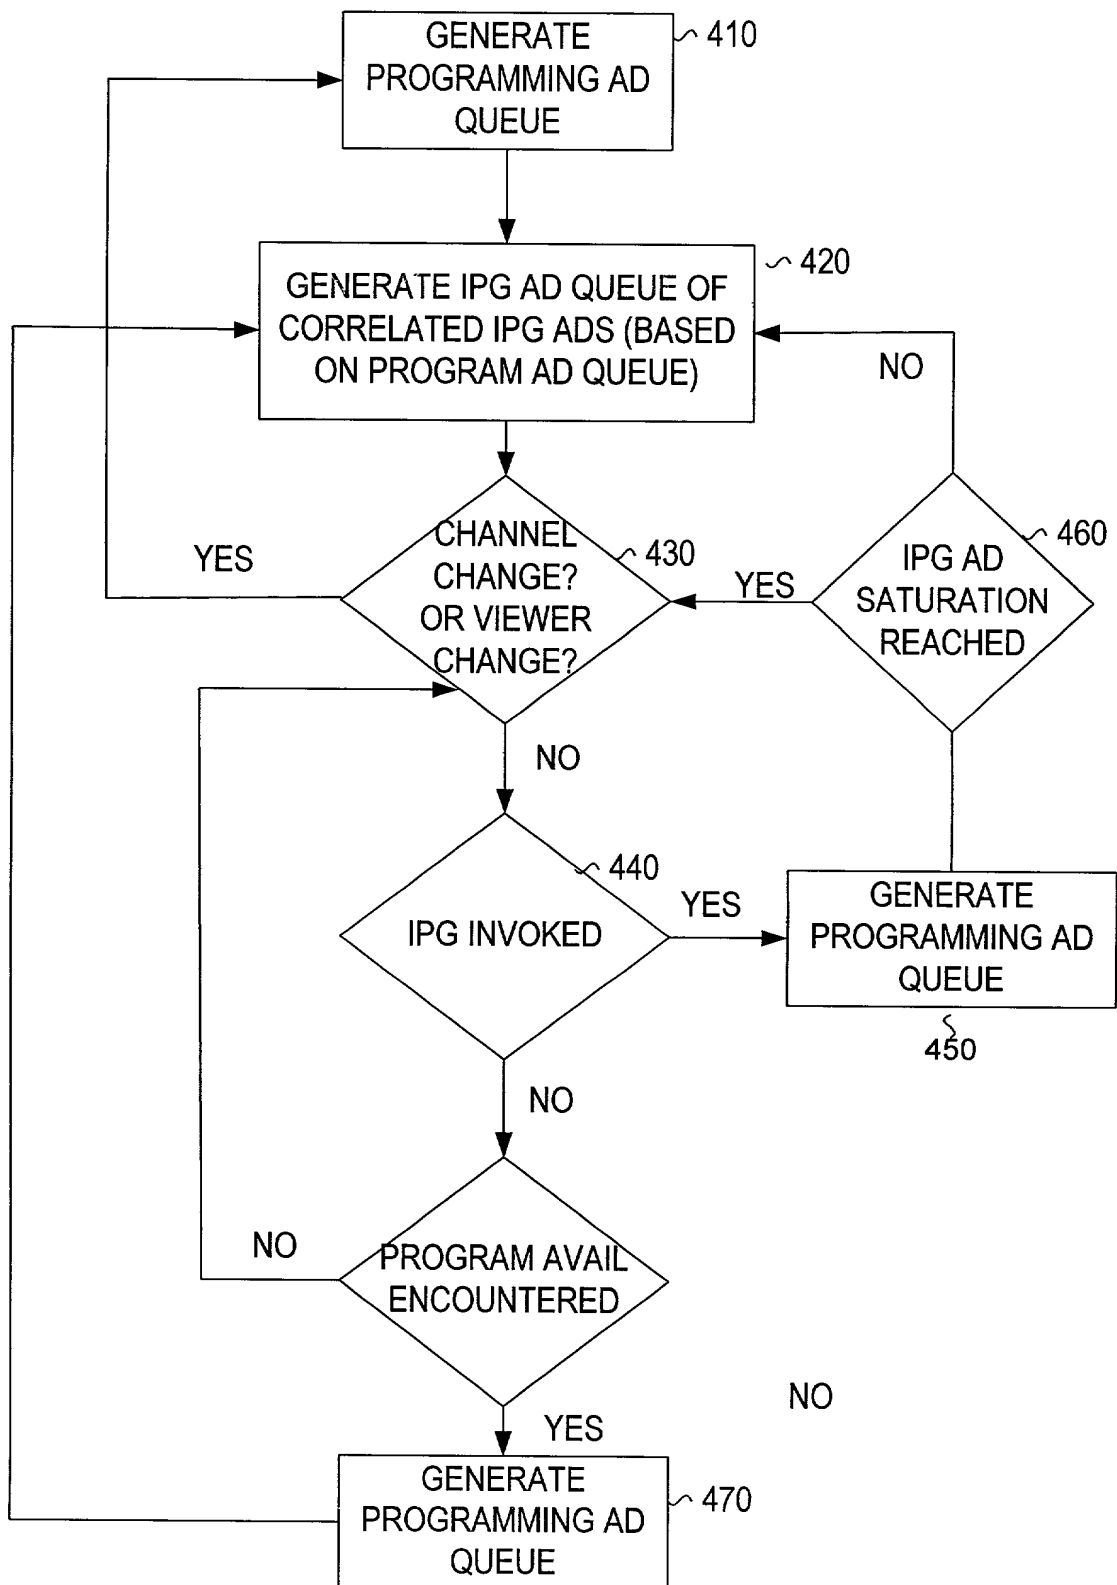 GENERATE
PROGRAMMING AD
QUEUE
410
GENERATE IPG AD QUEUE OF
CORRELATED IPG ADS (BASED
ON PROGRAM AD QUEUE)
420
NO
CHANNEL
CHANGE?
OR VIEWER
CHANGE?
430
YES
IPG AD
SATURATION
REACHED
460
YES
NO
IPG INVOKED
440
YES
GENERATE
PROGRAMMING AD
QUEUE
450
NO
PROGRAM AVAIL
ENCOUNTERED
NO
NO
YES
GENERATE
PROGRAMMING AD
QUEUE
470